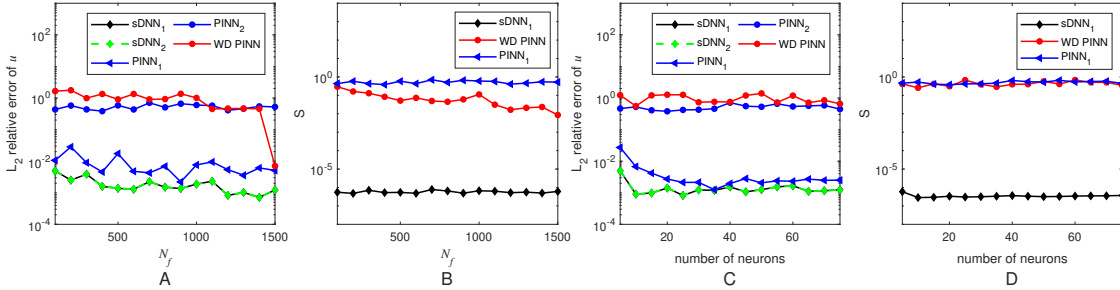 L2 relative error of u
10^2
10^0
10^-2
10^-4
sDNN1
sDNN2
PINN1
PINN2
WD PINN
500 1000 1500
Nf
A
S
10^0
10^-5
sDNN1
WD PINN
PINN1
500 1000 1500
Nf
B
L2 relative error of u
10^2
10^0
10^-2
10^-4
sDNN1
sDNN2
PINN1
PINN2
WD PINN
20 40 60
number of neurons
C
S
10^0
10^-5
sDNN1
WD PINN
PINN1
20 40 60
number of neurons
D